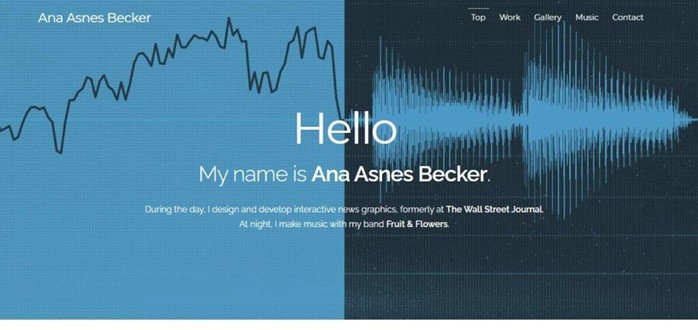 Ana Asnes Becker
Top Work Gallery Music Contact
Hello
My name is Ana Asnes Becker.
During the day, I design and develop interactive news graphics, formerly at The Wall Street Journal.
At night, I make music with my band Fruit & Flowers.